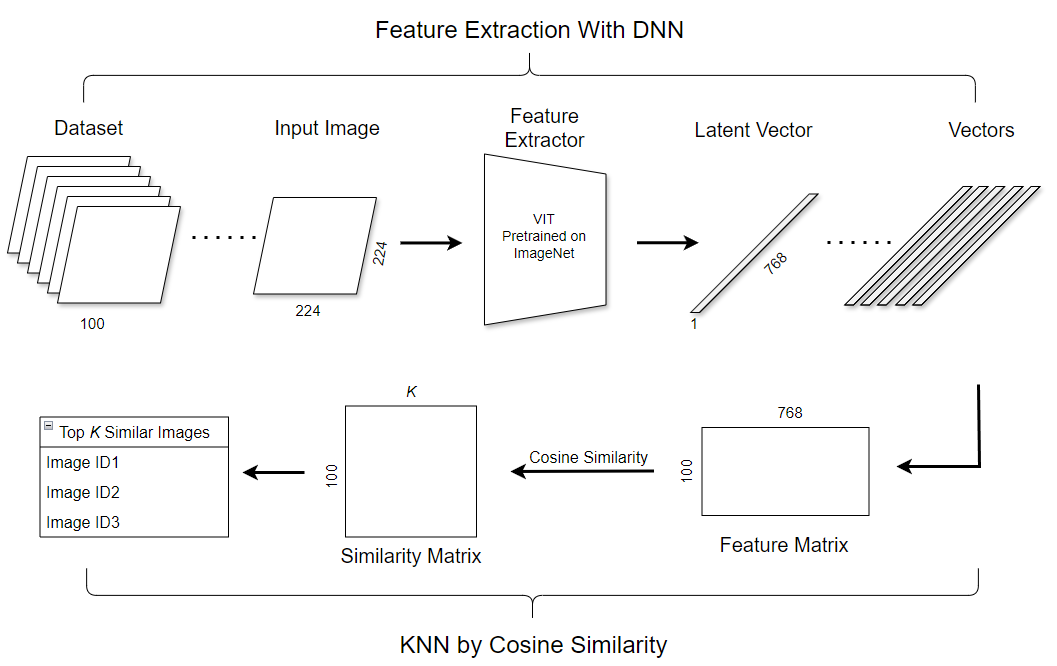 Feature Extraction With DNN
Dataset
Input Image
Feature
Extractor
Latent Vector
Vectors
VIT
Pretrained on
ImageNet
224
768
224
100
1
K
768
Top K Similar Images
Image ID1
Image ID2
Image ID3
100
Cosine Similarity
100
Similarity Matrix
Feature Matrix
KNN by Cosine Similarity